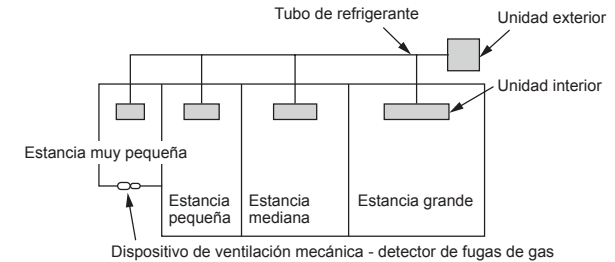 Tubo de refrigerante
Unidad exterior
Unidad interior
Estancia muy pequeña
Estancia
pequeña
Estancia
mediana
Estancia grande
Dispositivo de ventilación mecánica - detector de fugas de gas